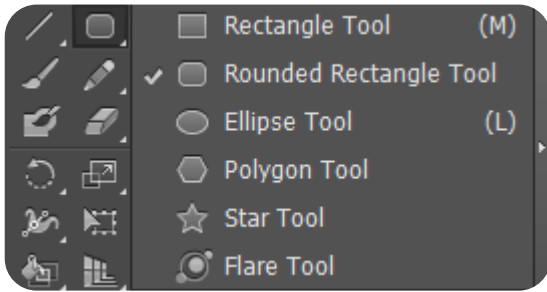 Rectangle Tool (M)
Rounded Rectangle Tool
Ellipse Tool (L)
Polygon Tool
Star Tool
Flare Tool